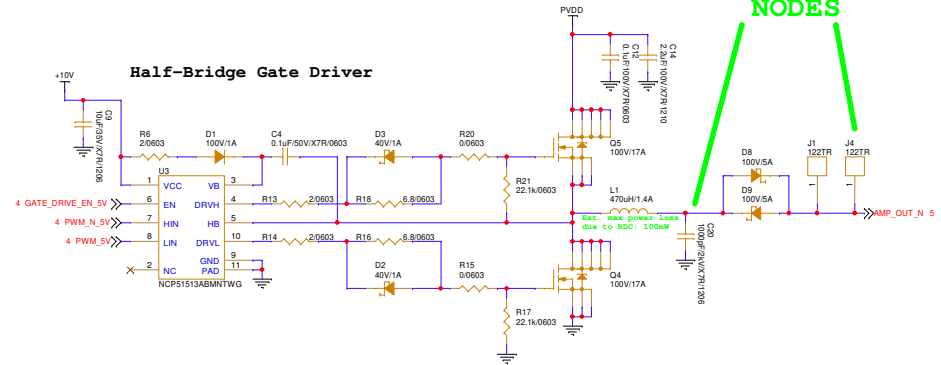 NODES
PVDD
C12
0.1uF/100V/X7R/0603
C14
2.2uF/100V/X7R/1210
Half-Bridge Gate Driver
+10V
C9
10uF/35V/X7R/1206
R6
2/0603
D1
100V/1A
C4
0.1uF/50V/X7R/0603
D3
40V/1A
R20
0/0603
Q5
100V/17A
D8
100V/5A
J1
122TR
J4
122TR
U3
1 VCC
VB 3
4 GATE_DRIVE_EN_5V
6 EN
DRVH 4
R13 2/0603
R18 6.8/0603
R21
22.1k/0603
L1
470uH/1.4A
D9
100V/5A
1
1
4 PWM_N_5V
7 HIN
HB 5
Est. max power loss
due to RDC: 100mW
AMP_OUT_N 5
4 PWM_5V
8 LIN
DRVL 10
R14 2/0603
R16 6.8/0603
C20
1000pF/2kV/X7R/1206
GND 9
2 NC
PAD 11
NCP51513ABMNTWG
D2
40V/1A
R15
0/0603
Q4
100V/17A
R17
22.1k/0603